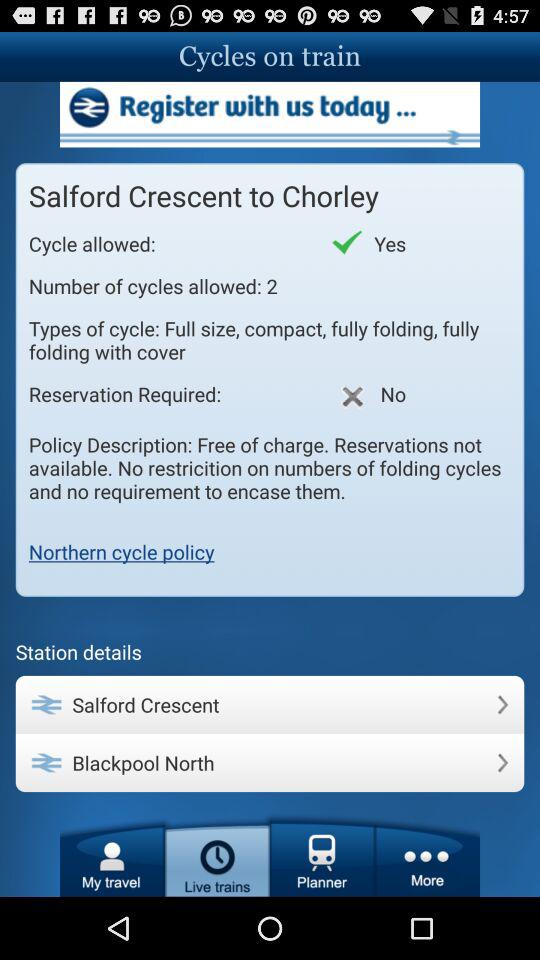 4:57
Cycles on train
Register with us today ...
Salford Crescent to Chorley
Cycle allowed: Yes
Number of cycles allowed: 2
Types of cycle: Full size, compact, fully folding, fully
folding with cover
Reservation Required: No
Policy Description: Free of charge. Reservations not
available. No restricition on numbers of folding cycles
and no requirement to encase them.
Northern cycle policy
Station details
Salford Crescent
Blackpool North
My travel
Live trains
Planner
More